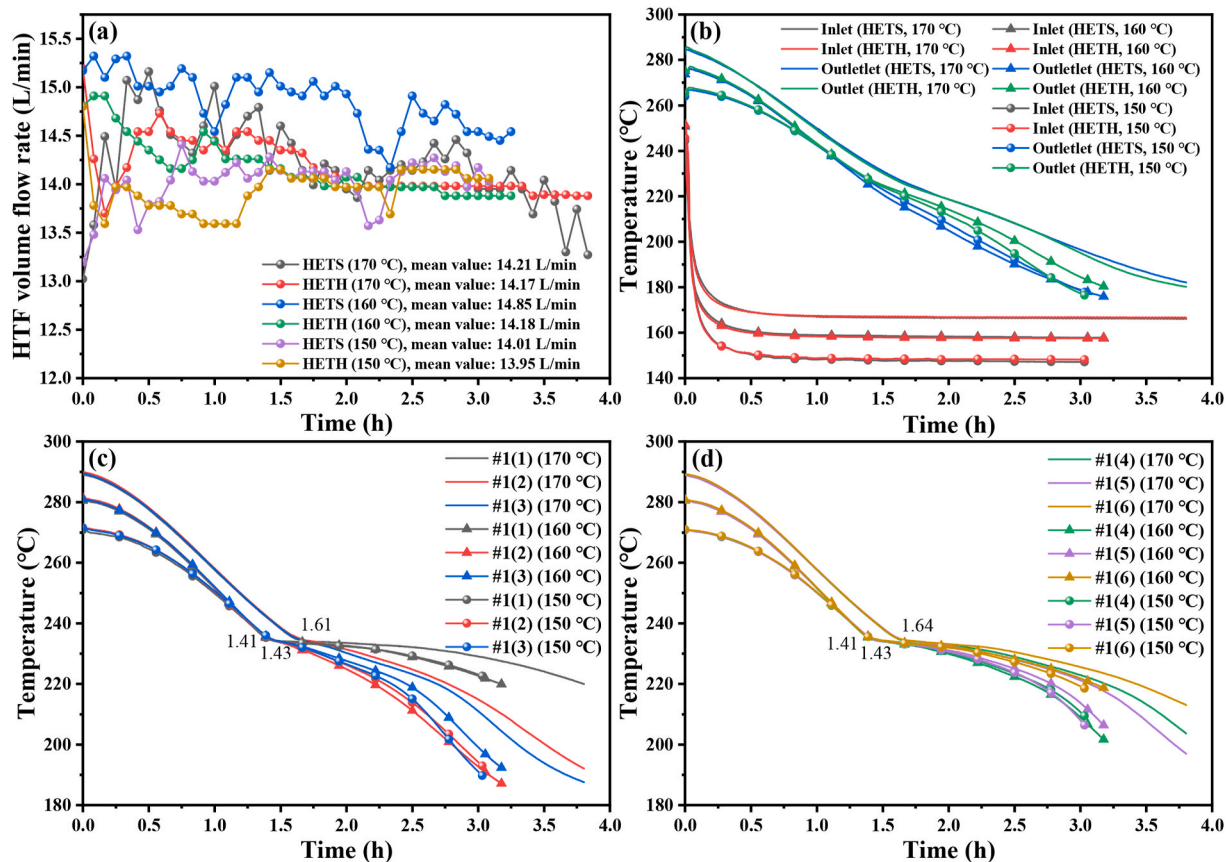 (a)
HTF volume flow rate (L/min)
15.5
15.0
14.5
14.0
13.5
13.0
12.5
12.0
HETS (170 ℃), mean value: 14.21 L/min
HETH (170 ℃), mean value: 14.17 L/min
HETS (160 ℃), mean value: 14.85 L/min
HETH (160 ℃), mean value: 14.18 L/min
HETS (150 ℃), mean value: 14.01 L/min
HETH (150 ℃), mean value: 13.95 L/min
0.0 0.5 1.0 1.5 2.0 2.5 3.0 3.5 4.0
Time (h)
(b)
Temperature (℃)
300
280
260
240
220
200
180
160
140
Inlet (HETS, 170 ℃)
Inlet (HETH, 170 ℃)
Outletlet (HETS, 170 ℃)
Outlet (HETH, 170 ℃)
Inlet (HETS, 160 ℃)
Inlet (HETH, 160 ℃)
Outletlet (HETS, 160 ℃)
Outlet (HETH, 160 ℃)
Inlet (HETS, 150 ℃)
Inlet (HETH, 150 ℃)
Outletlet (HETS, 150 ℃)
Outlet (HETH, 150 ℃)
0.0 0.5 1.0 1.5 2.0 2.5 3.0 3.5 4.0
Time (h)
(c)
Temperature (℃)
300
280
260
240
220
200
180
#1(1) (170 ℃)
#1(2) (170 ℃)
#1(3) (170 ℃)
#1(1) (160 ℃)
#1(2) (160 ℃)
#1(3) (160 ℃)
#1(1) (150 ℃)
#1(2) (150 ℃)
#1(3) (150 ℃)
1.61
1.41
1.43
0.0 0.5 1.0 1.5 2.0 2.5 3.0 3.5 4.0
Time (h)
(d)
Temperature (℃)
300
280
260
240
220
200
180
#1(4) (170 ℃)
#1(5) (170 ℃)
#1(6) (170 ℃)
#1(4) (160 ℃)
#1(5) (160 ℃)
#1(6) (160 ℃)
#1(4) (150 ℃)
#1(5) (150 ℃)
#1(6) (150 ℃)
1.64
1.41
1.43
0.0 0.5 1.0 1.5 2.0 2.5 3.0 3.5 4.0
Time (h)